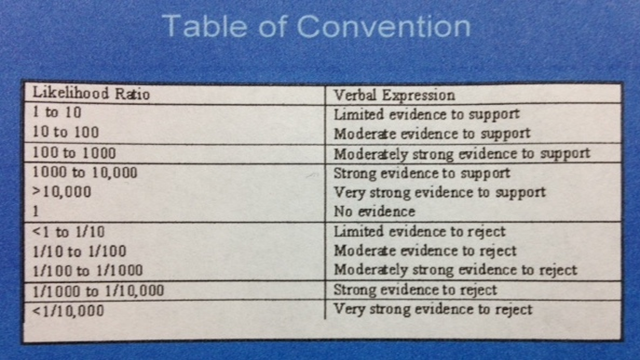 Table of Convention
Likelihood Ratio Verbal Expression
1 to 10 Limited evidence to support
10 to 100 Moderate evidence to support
100 to 1000 Moderately strong evidence to support
1000 to 10,000 Strong evidence to support
>10,000 Very strong evidence to support
1 No evidence
<1 to 1/10 Limited evidence to reject
1/10 to 1/100 Moderate evidence to reject
1/100 to 1/1000 Moderately strong evidence to reject
1/1000 to 1/10,000 Strong evidence to reject
<1/10,000 Very strong evidence to reject